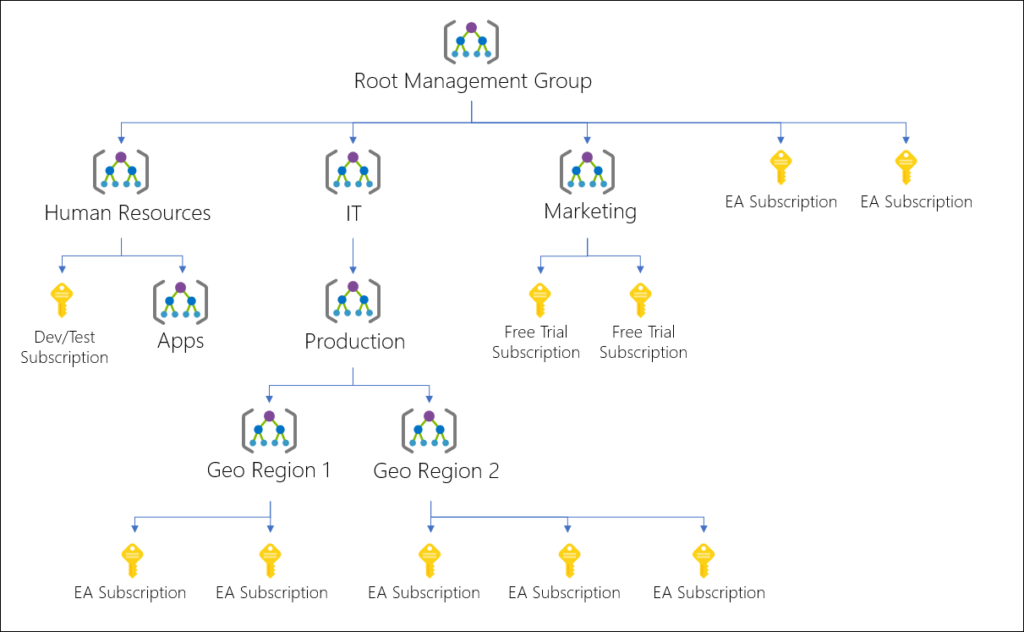 Root Management Group
Human Resources
IT
Marketing
EA Subscription
EA Subscription
Dev/Test
Subscription
Apps
Production
Free Trial
Subscription
Free Trial
Subscription
Geo Region 1
Geo Region 2
EA Subscription
EA Subscription
EA Subscription
EA Subscription
EA Subscription